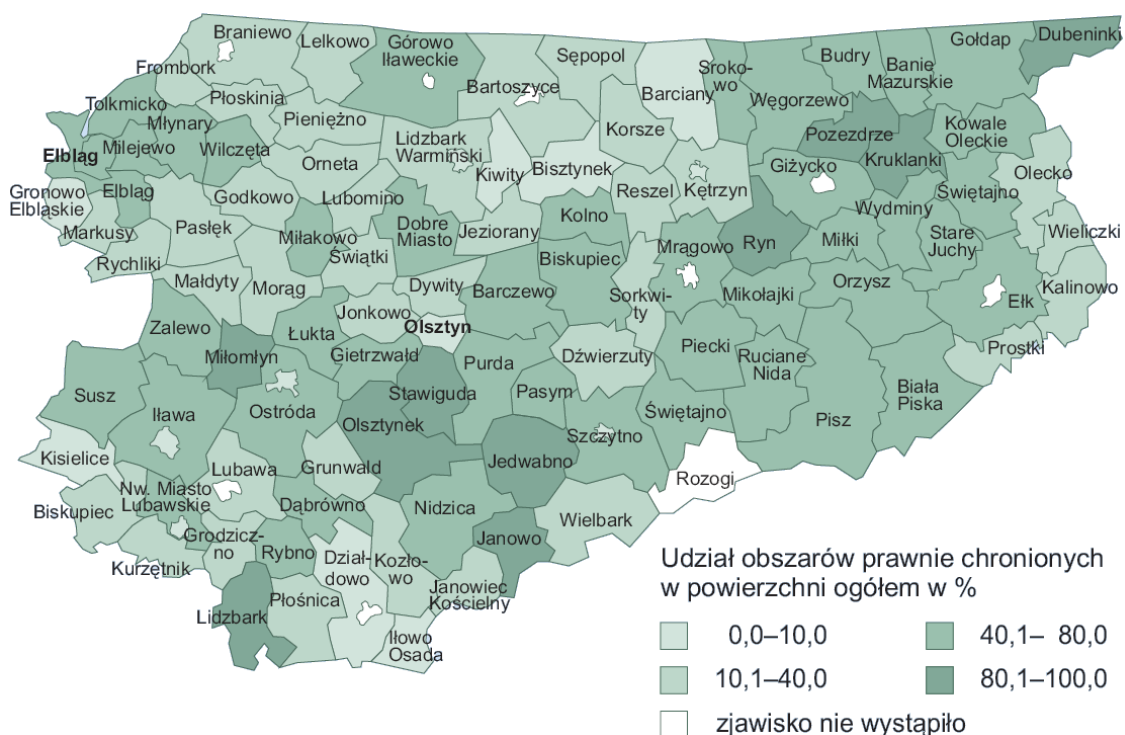 Braniewo
Lelkowo
Górowo
Iławeckie
Sępopol
Gołdap
Dubeninki
Frombork
Bartoszyce
Barciany
Sroko-
wo
Budry
Banie
Mazurskie
Tolkmicko
Płoskinia
Pieniężno
Korsze
Węgorzewo
Młynary
Lidzbark
Warmiński
Pozezdrze
Kowale
Oleckie
Elbląg
Milejewo
Wilczęta
Orneta
Kiwity
Bisztynek
Giżycko
Kruklanki
Olecko
Gronowo
Elbląskie
Elbląg
Godkowo
Lubomino
Reszel
Kętrzyn
Świętajno
Markusy
Pasłęk
Miłakowo
Dobre
Miasto
Jeziorany
Kolno
Wydminy
Wieliczki
Rychliki
Świątki
Biskupiec
Mrągowo
Ryn
Miłki
Stare
Juchy
Małdyty
Morąg
Dywity
Barczewo
Sorkwi-
ty
Mikołajki
Orzysz
Ełk
Kalinowo
Zalewo
Łukta
Jonkowo
Olsztyn
Miłomłyn
Gietrzwałd
Purda
Dźwierzuty
Piecki
Ruciane
Nida
Prostki
Susz
Iława
Ostróda
Stawiguda
Pasym
Biała
Piska
Olsztynek
Świętajno
Pisz
Szczytno
Kisielice
Lubawa
Grunwald
Jedwabno
Rozogi
Biskupiec
Nw. Miasto
Lubawskie
Dąbrówno
Nidzica
Wielbark
Grodzicz-
no
Rybno
Dział-
dowo
Kozło-
wo
Janowo
Kurzętnik
Lidzbark
Płośnica
Janowiec
Kościelny
Iłowo
Osada
Udział obszarów prawnie chronionych
w powierzchni ogółem w %
0,0–10,0
40,1– 80,0
10,1–40,0
80,1–100,0
zjawisko nie wystąpiło